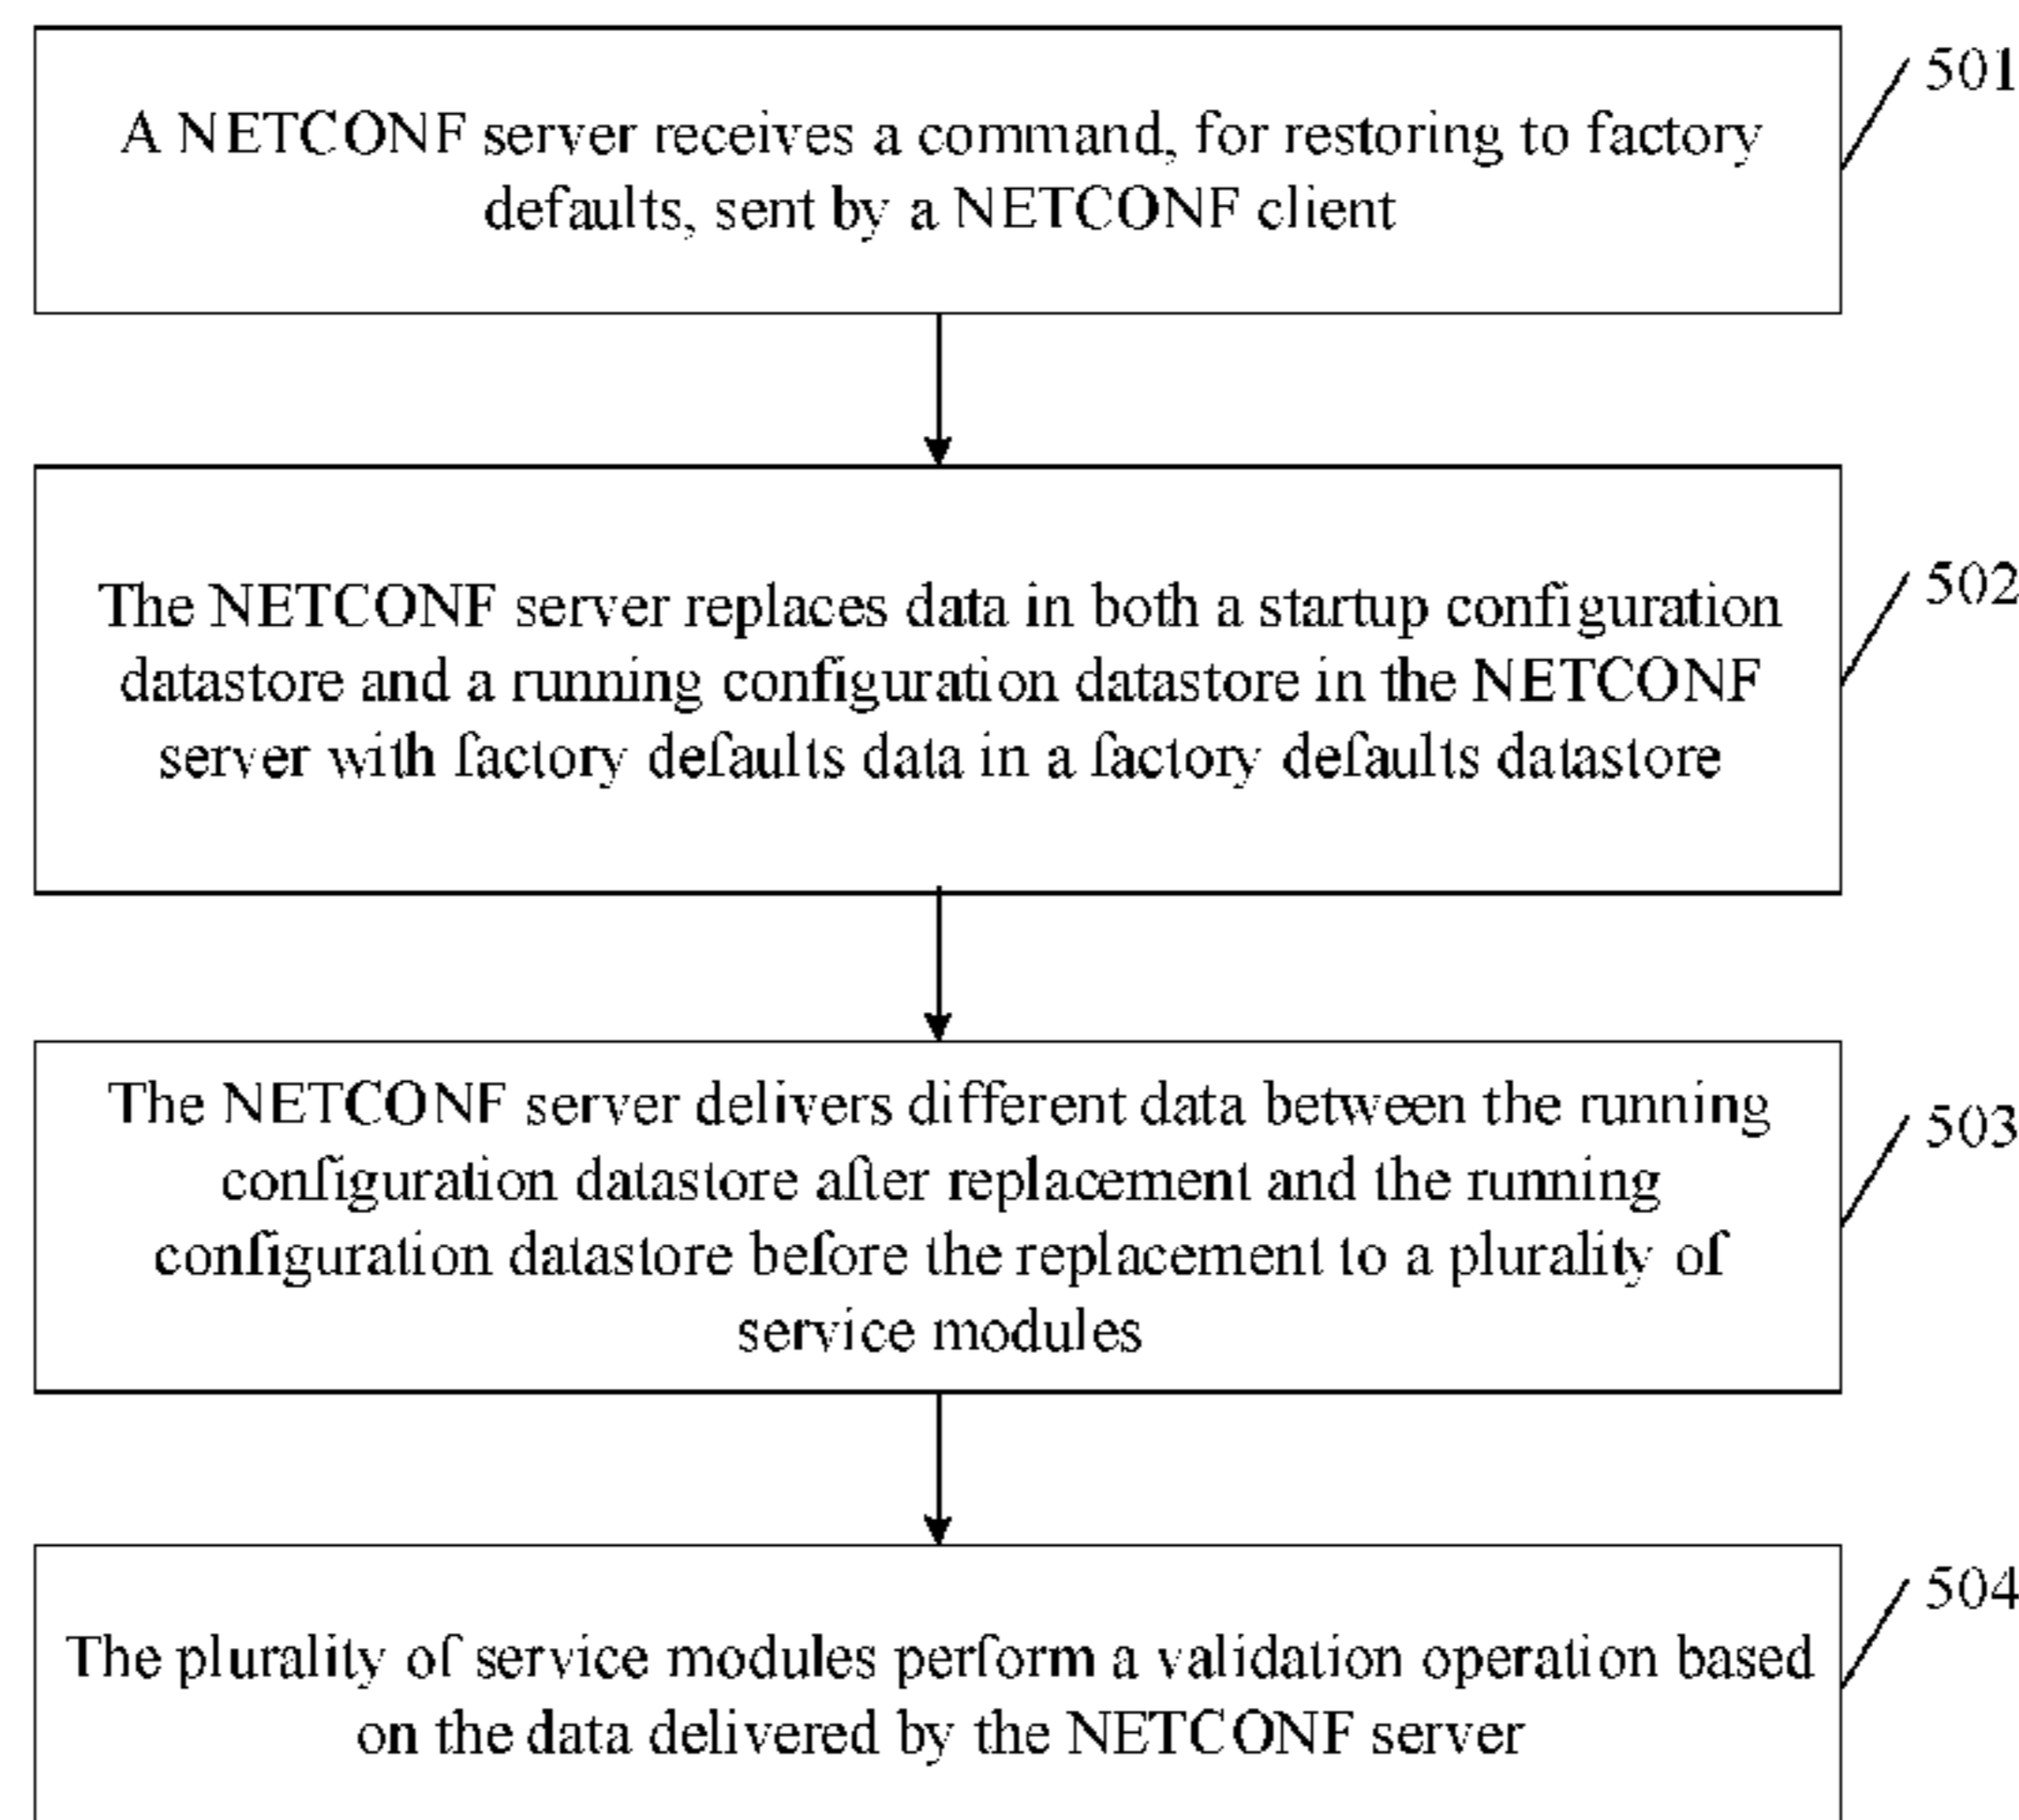 A NETCONF server receives a command, for restoring to factory
defaults, sent by a NETCONF client
501
The NETCONF server replaces data in both a startup configuration
datastore and a running configuration datastore in the NETCONF
server with factory defaults data in a factory defaults datastore
502
The NETCONF server delivers different data between the running
configuration datastore after replacement and the running
configuration datastore before the replacement to a plurality of
service modules
503
The plurality of service modules perform a validation operation based
on the data delivered by the NETCONF server
504